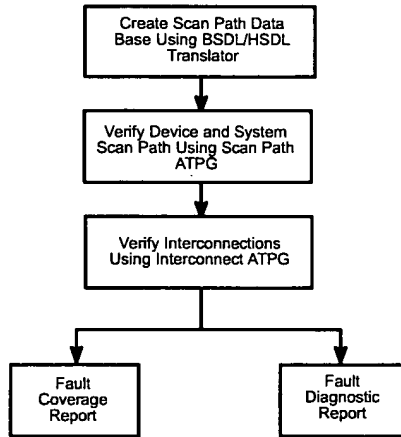 Create Scan Path Data
Base Using BSDL/HSDL
Translator
Verify Device and System
Scan Path Using Scan Path
ATPG
Verify Interconnections
Using Interconnect ATPG
Fault
Coverage
Report
Fault
Diagnostic
Report